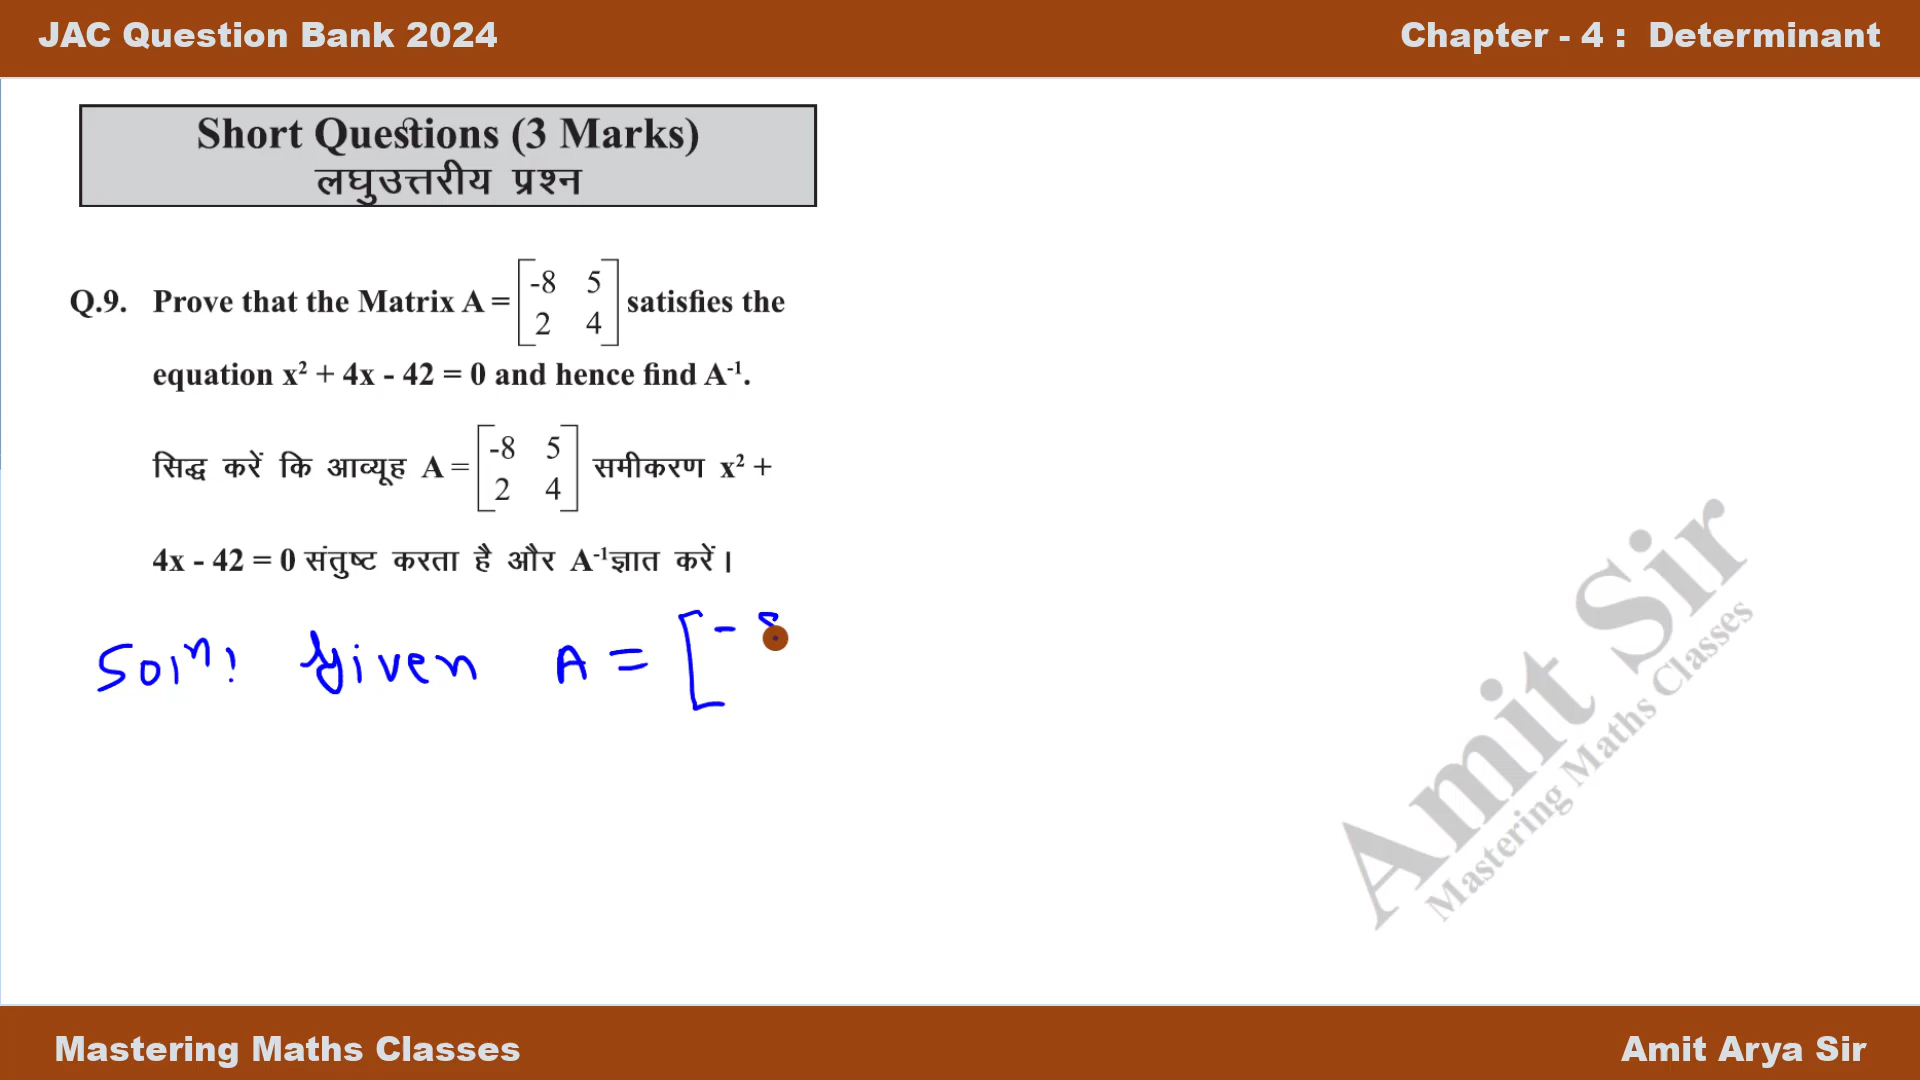 JAC Question Bank 2024
Chapter - 4 : Determinant
Short Questions (3 Marks)
लघुउत्तरीय प्रश्न
Q.9. Prove that the Matrix A = [-8 5
2 4] satisfies the
equation x² + 4x - 42 = 0 and hence find A⁻¹.
सिद्ध करें कि आव्यूह A = [-8 5
2 4] समीकरण x² +
4x - 42 = 0 संतुष्ट करता है और A⁻¹ज्ञात करें।
Solⁿ: Given A = [-8
Amit Sir
Mastering Maths Classes
Mastering Maths Classes
Amit Arya Sir